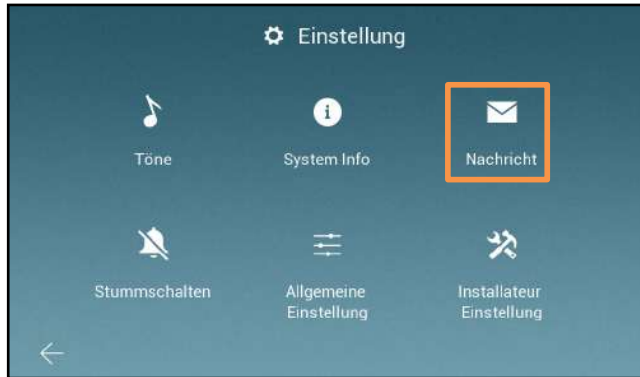 Einstellung
Töne
System Info
Nachricht
Stummschalten
Allgemeine
Einstellung
Installateur
Einstellung